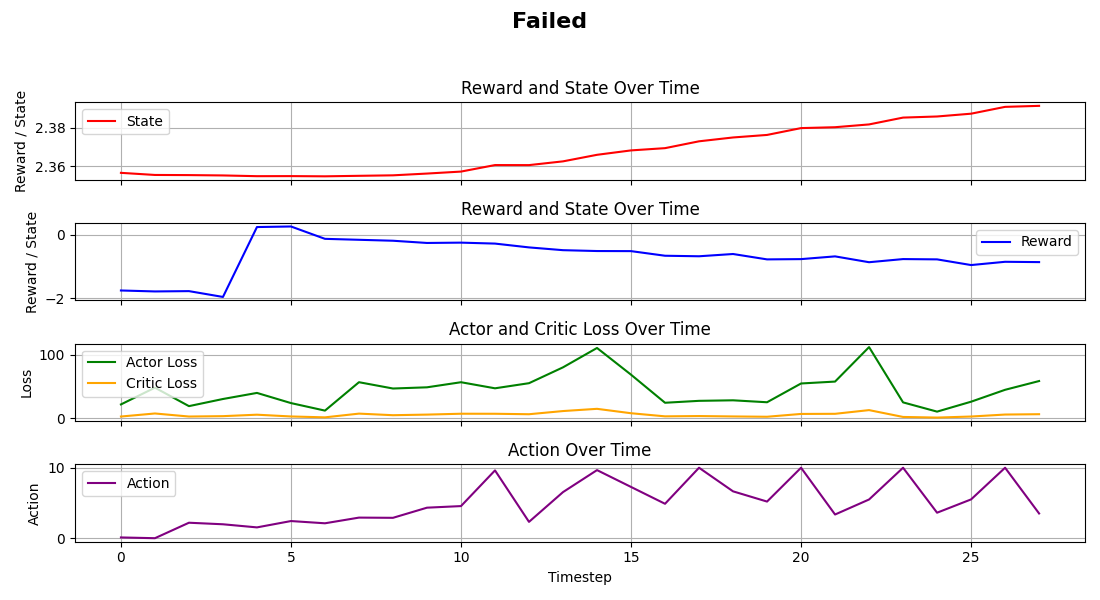 Failed
Reward and State Over Time
Reward / State
2.38
2.36
State
Reward and State Over Time
Reward / State
0
−2
Reward
Actor and Critic Loss Over Time
Loss
100
0
Actor Loss
Critic Loss
Action Over Time
Action
10
0
Action
0 5 10 15 20 25
Timestep